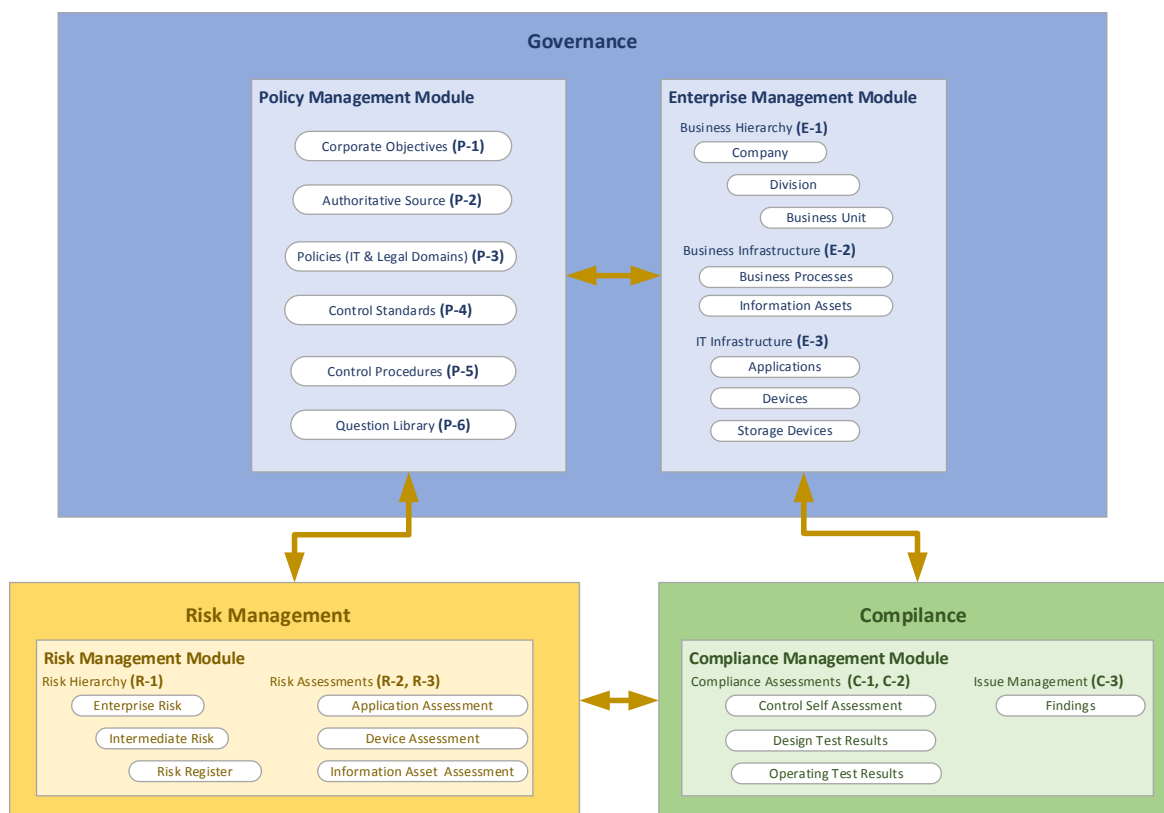 Governance
Policy Management Module
Corporate Objectives (P-1)
Authoritative Source (P-2)
Policies (IT & Legal Domains) (P-3)
Control Standards (P-4)
Control Procedures (P-5)
Question Library (P-6)
Enterprise Management Module
Business Hierarchy (E-1)
Company
Division
Business Unit
Business Infrastructure (E-2)
Business Processes
Information Assets
IT Infrastructure (E-3)
Applications
Devices
Storage Devices
Risk Management
Risk Management Module
Risk Hierarchy (R-1)
Enterprise Risk
Intermediate Risk
Risk Register
Risk Assessments (R-2, R-3)
Application Assessment
Device Assessment
Information Asset Assessment
Compilance
Compliance Management Module
Compliance Assessments (C-1, C-2)
Control Self Assessment
Design Test Results
Operating Test Results
Issue Management (C-3)
Findings